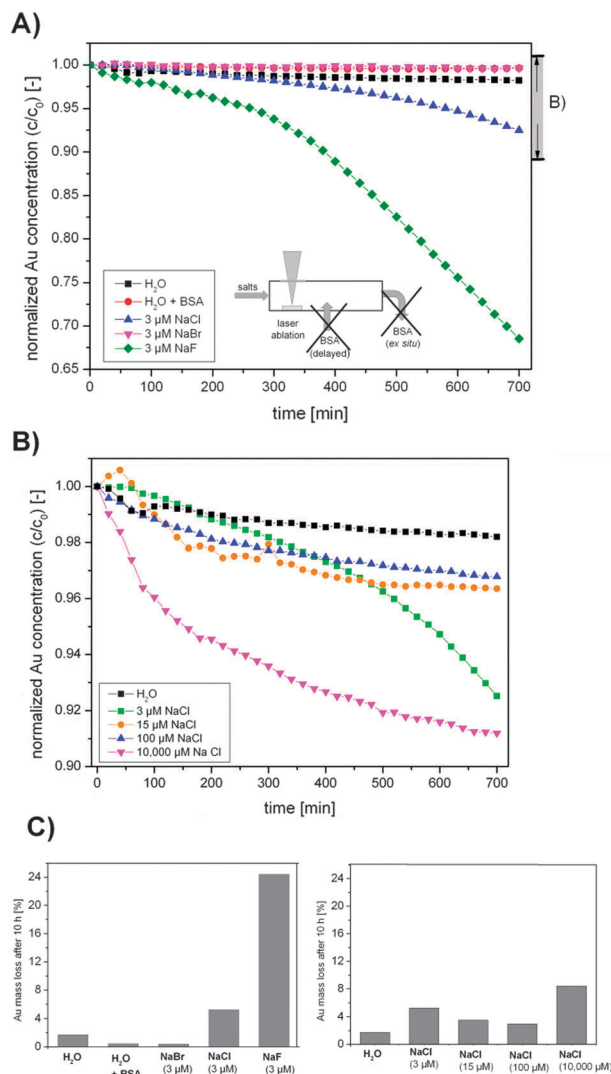 A)
normalized Au concentration (c/c₀) [-]
1.00
0.95
0.90
0.85
0.80
0.75
0.70
0.65
B)
H₂O
H₂O + BSA
3 µM NaCl
3 µM NaBr
3 µM NaF
salts
laser
ablation
BSA
(delayed)
BSA
(ex situ)
0 100 200 300 400 500 600 700
time [min]
B)
normalized Au concentration (c/c₀) [-]
1.00
0.98
0.96
0.94
0.92
0.90
H₂O
3 µM NaCl
15 µM NaCl
100 µM NaCl
10,000 µM Na Cl
0 100 200 300 400 500 600 700
time [min]
C)
Au mass loss after 10 h [%]
24
20
16
12
8
4
0
H₂O
H₂O
+ BSA
NaBr
(3 µM)
NaCl
(3 µM)
NaF
(3 µM)
Au mass loss after 10 h [%]
24
20
16
12
8
4
0
H₂O
NaCl
(3 µM)
NaCl
(15 µM)
NaCl
(100 µM)
NaCl
(10,000 µM)